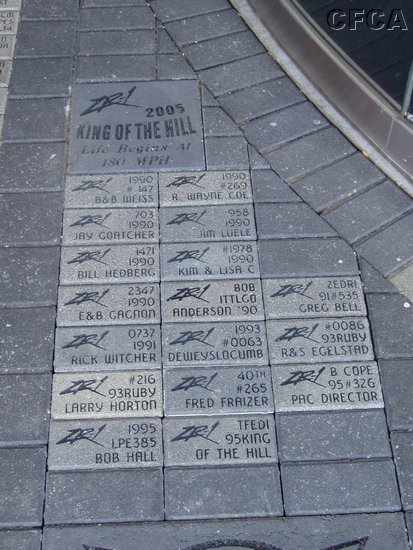 CFCA
ZR1 2005
KING OF THE HILL
Life Begins At
180 MPH
ZR1 1990
#147
B&B WEISS
ZR1 1990
#269
R. WAYNE COE
ZR1 703
1990
JAY GOATCHER
ZR1 958
1990
JIM LUELE
ZR1 1471
1990
BILL HEDBERG
ZR1 #1978
1990
KIM & LISA C
ZR1 2347
1990
E&B GAGNON
ZR1 BOB
ITTLGO
ANDERSON '90
ZR1 ZEDRI
91#535
GREG BELL
ZR1 0737
1991
RICK WITCHER
ZR1 1993
#0063
DEWEYSLOCUMB
ZR1 #0086
93RUBY
R&S EGELSTAD
ZR1 #216
93RUBY
LARRY HORTON
ZR1 40TH
#265
FRED FRAIZER
ZR1 B COPE
95#326
PAC DIRECTOR
ZR1 1995
LPE385
BOB HALL
ZR1 TFEDI
95KING
OF THE HILL